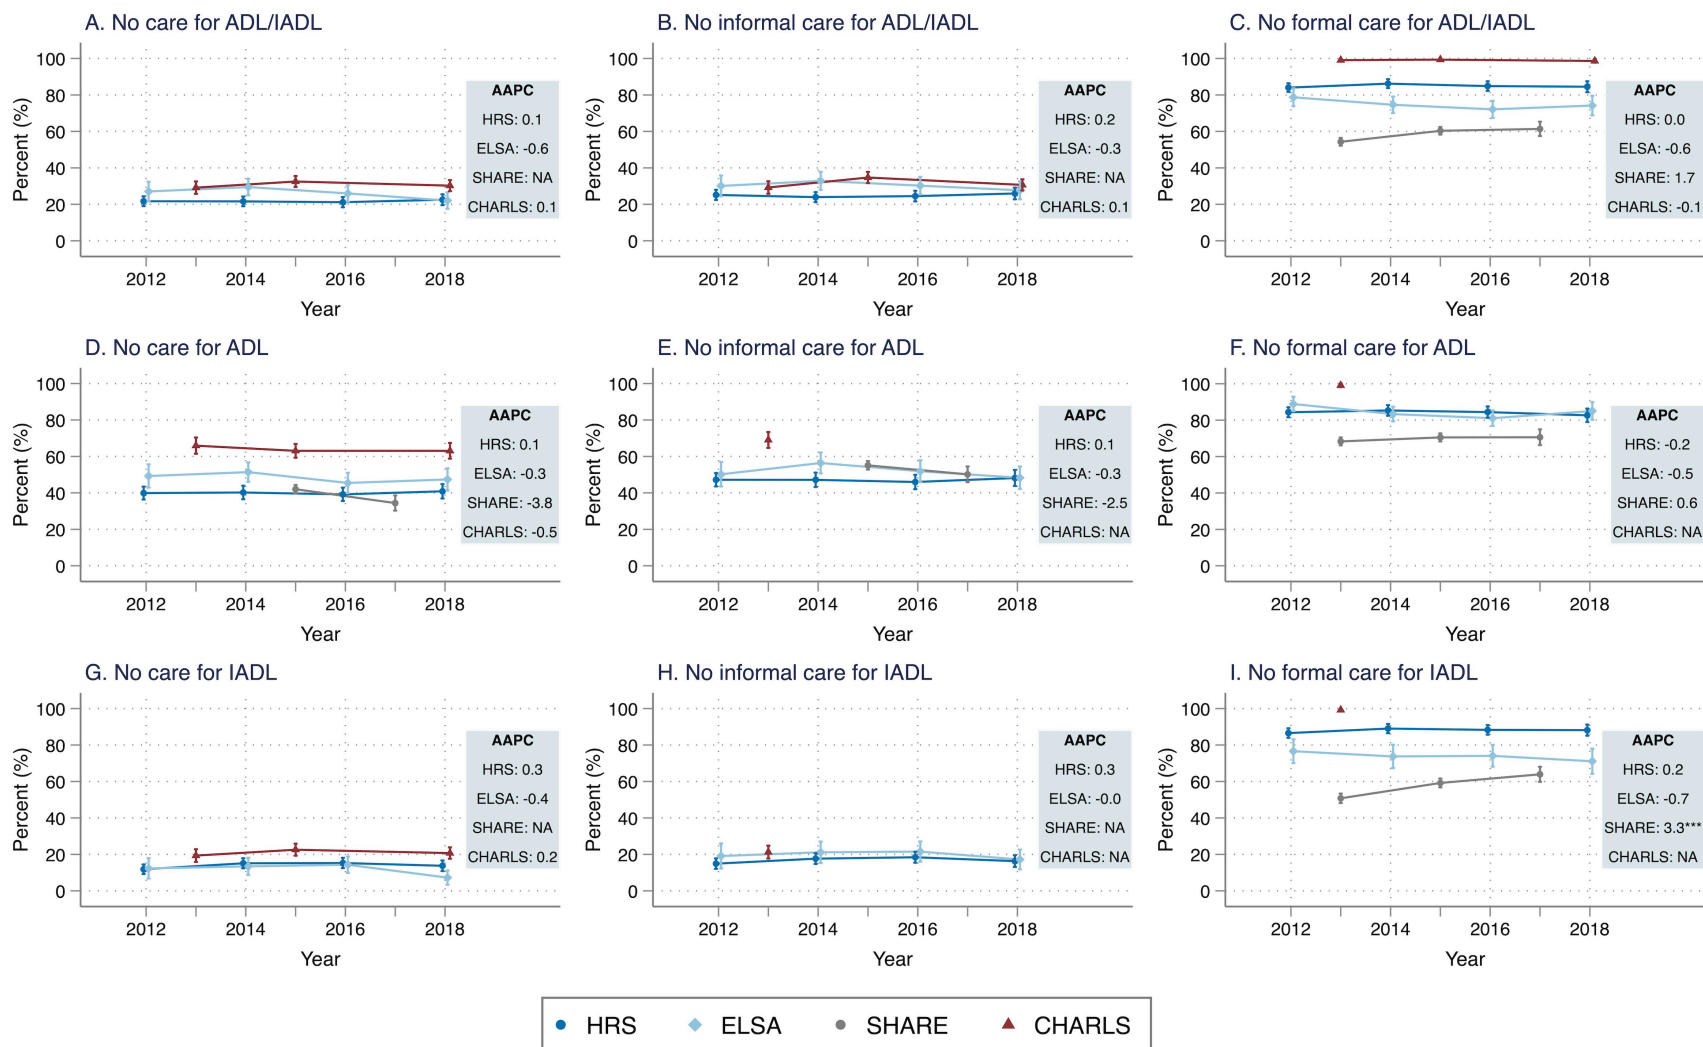 A. No care for ADL/IADL
Percent (%)
100
80
60
40
20
0
AAPC
HRS: 0.1
ELSA: -0.6
SHARE: NA
CHARLS: 0.1
2012 2014 2016 2018
Year
B. No informal care for ADL/IADL
Percent (%)
100
80
60
40
20
0
AAPC
HRS: 0.2
ELSA: -0.3
SHARE: NA
CHARLS: 0.1
2012 2014 2016 2018
Year
C. No formal care for ADL/IADL
Percent (%)
100
80
60
40
20
0
AAPC
HRS: 0.0
ELSA: -0.6
SHARE: 1.7
CHARLS: -0.1
2012 2014 2016 2018
Year
D. No care for ADL
Percent (%)
100
80
60
40
20
0
AAPC
HRS: 0.1
ELSA: -0.3
SHARE: -3.8
CHARLS: -0.5
2012 2014 2016 2018
Year
E. No informal care for ADL
Percent (%)
100
80
60
40
20
0
AAPC
HRS: 0.1
ELSA: -0.3
SHARE: -2.5
CHARLS: NA
2012 2014 2016 2018
Year
F. No formal care for ADL
Percent (%)
100
80
60
40
20
0
AAPC
HRS: -0.2
ELSA: -0.5
SHARE: 0.6
CHARLS: NA
2012 2014 2016 2018
Year
G. No care for IADL
Percent (%)
100
80
60
40
20
0
AAPC
HRS: 0.3
ELSA: -0.4
SHARE: NA
CHARLS: 0.2
2012 2014 2016 2018
Year
H. No informal care for IADL
Percent (%)
100
80
60
40
20
0
AAPC
HRS: 0.3
ELSA: -0.0
SHARE: NA
CHARLS: NA
2012 2014 2016 2018
Year
I. No formal care for IADL
Percent (%)
100
80
60
40
20
0
AAPC
HRS: 0.2
ELSA: -0.7
SHARE: 3.3***
CHARLS: NA
2012 2014 2016 2018
Year
HRS ELSA SHARE CHARLS